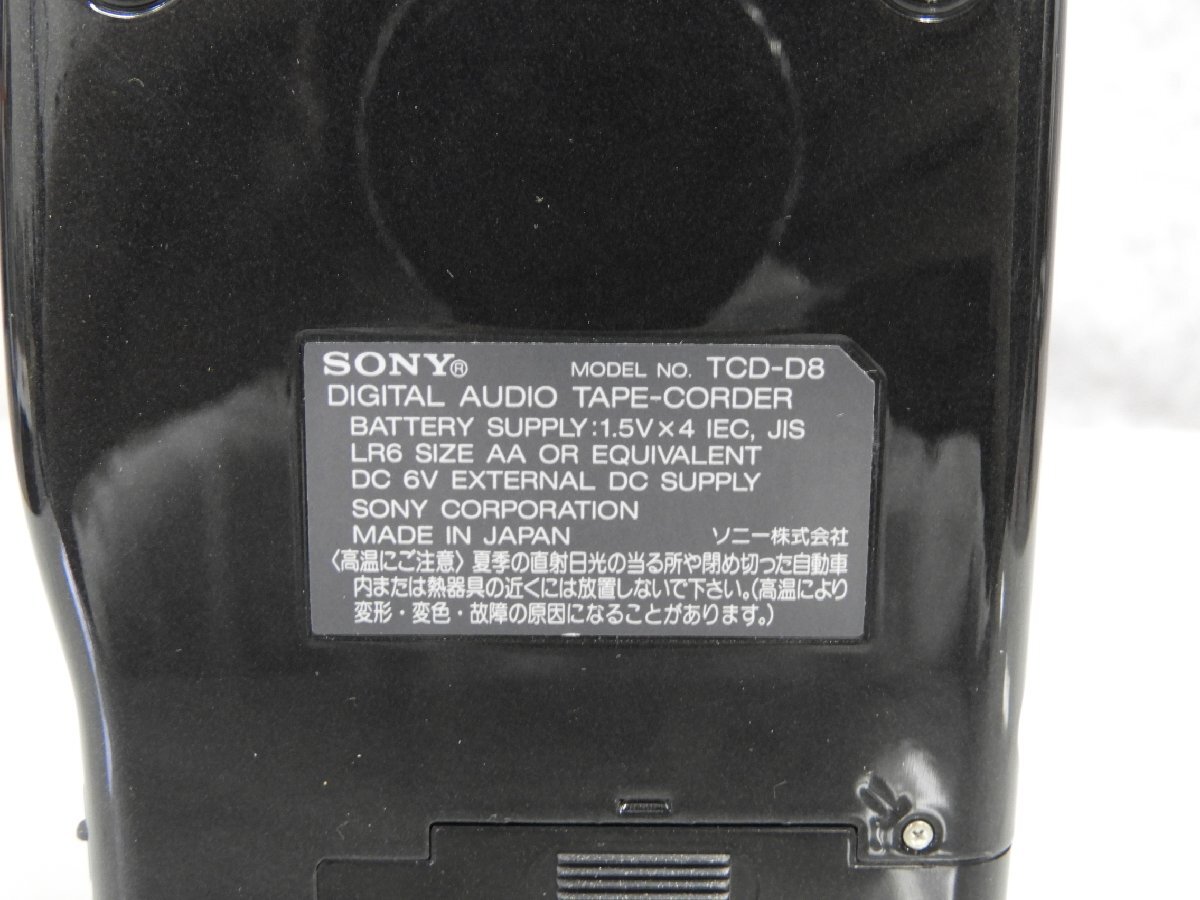 SONY® MODEL NO. TCD-D8
DIGITAL AUDIO TAPE-CORDER
BATTERY SUPPLY:1.5V×4 IEC, JIS
LR6 SIZE AA OR EQUIVALENT
DC 6V EXTERNAL DC SUPPLY
SONY CORPORATION
MADE IN JAPAN ソニー株式会社
〈高温にご注意〉夏季の直射日光の当る所や閉め切った自動車
内または熱器具の近くには放置しないで下さい。(高温により
変形・変色・故障の原因になることがあります。)